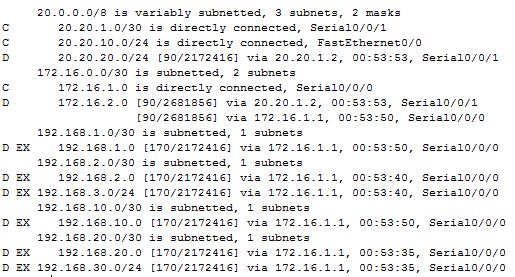 20.0.0.0/8 is variably subnetted, 3 subnets, 2 masks
C       20.20.1.0/30 is directly connected, Serial0/0/1
C       20.20.10.0/24 is directly connected, FastEthernet0/0
D       20.20.20.0/24 [90/2172416] via 20.20.1.2, 00:53:53, Serial0/0/1
     172.16.0.0/30 is subnetted, 2 subnets
C       172.16.1.0 is directly connected, Serial0/0/0
D       172.16.2.0 [90/2681856] via 20.20.1.2, 00:53:53, Serial0/0/1
                   [90/2681856] via 172.16.1.1, 00:53:50, Serial0/0/0
     192.168.1.0/30 is subnetted, 1 subnets
D EX    192.168.1.0 [170/2172416] via 172.16.1.1, 00:53:50, Serial0/0/0
     192.168.2.0/30 is subnetted, 1 subnets
D EX    192.168.2.0 [170/2172416] via 172.16.1.1, 00:53:40, Serial0/0/0
D EX 192.168.3.0/24 [170/2172416] via 172.16.1.1, 00:53:40, Serial0/0/0
     192.168.10.0/30 is subnetted, 1 subnets
D EX    192.168.10.0 [170/2172416] via 172.16.1.1, 00:53:50, Serial0/0/0
     192.168.20.0/30 is subnetted, 1 subnets
D EX    192.168.20.0 [170/2172416] via 172.16.1.1, 00:53:35, Serial0/0/0
D EX 192.168.30.0/24 [170/2172416] via 172.16.1.1, 00:53:35, Serial0/0/0